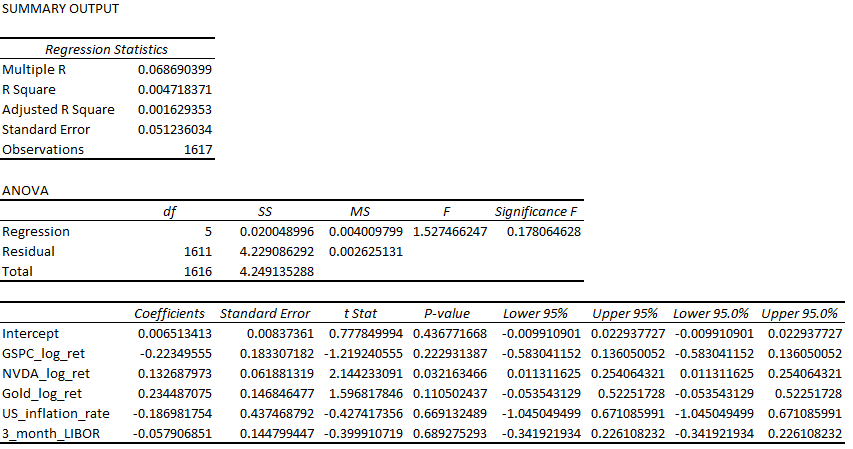 SUMMARY OUTPUT
Regression Statistics
Multiple R 0.068690399
R Square 0.004718371
Adjusted R Square 0.001629353
Standard Error 0.051236034
Observations 1617
ANOVA
df SS MS F Significance F
Regression 5 0.020048996 0.004009799 1.527466247 0.178064628
Residual 1611 4.229086292 0.002625131
Total 1616 4.249135288
Coefficients Standard Error t Stat P-value Lower 95% Upper 95% Lower 95.0% Upper 95.0%
Intercept 0.006513413 0.00837361 0.777849994 0.436771668 -0.009910901 0.022937727 -0.009910901 0.022937727
GSPC_log_ret -0.22349555 0.183307182 -1.219240555 0.222931387 -0.583041152 0.136050052 -0.583041152 0.136050052
NVDA_log_ret 0.132687973 0.061881319 2.144233091 0.032163466 0.011311625 0.254064321 0.011311625 0.254064321
Gold_log_ret 0.234487075 0.146846477 1.596817846 0.110502437 -0.053543129 0.52251728 -0.053543129 0.52251728
US_inflation_rate -0.186981754 0.437468792 -0.427417356 0.669132489 -1.045049499 0.671085991 -1.045049499 0.671085991
3_month_LIBOR -0.057906851 0.144799447 -0.399910719 0.689275293 -0.341921934 0.226108232 -0.341921934 0.226108232